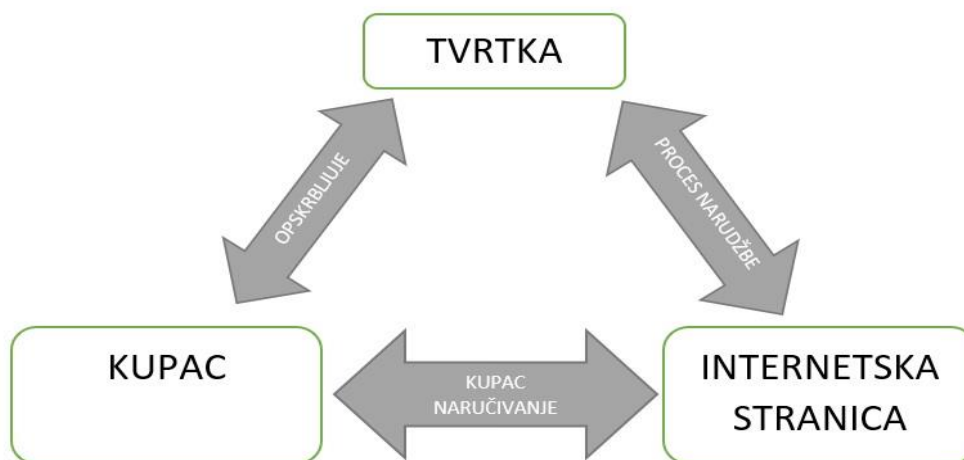 TVRTKA
OPSKRBLJUJE
PROCES NARUDŽBE
KUPAC
KUPAC
NARUČIVANJE
INTERNETSKA
STRANICA